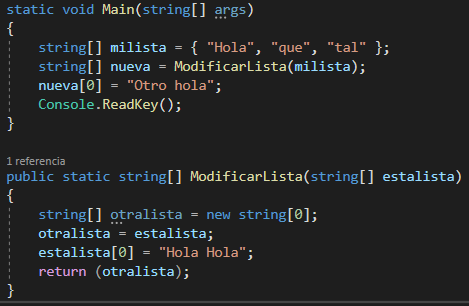 static void Main(string[] args)
{
string[] milista = { "Hola", "que", "tal" };
string[] nueva = ModificarLista(milista);
nueva[0] = "Otro hola";
Console.ReadKey();
}
1 referencia
public static string[] ModificarLista(string[] estalista)
{
string[] otralista = new string[0];
otralista = estalista;
estalista[0] = "Hola Hola";
return (otralista);
}